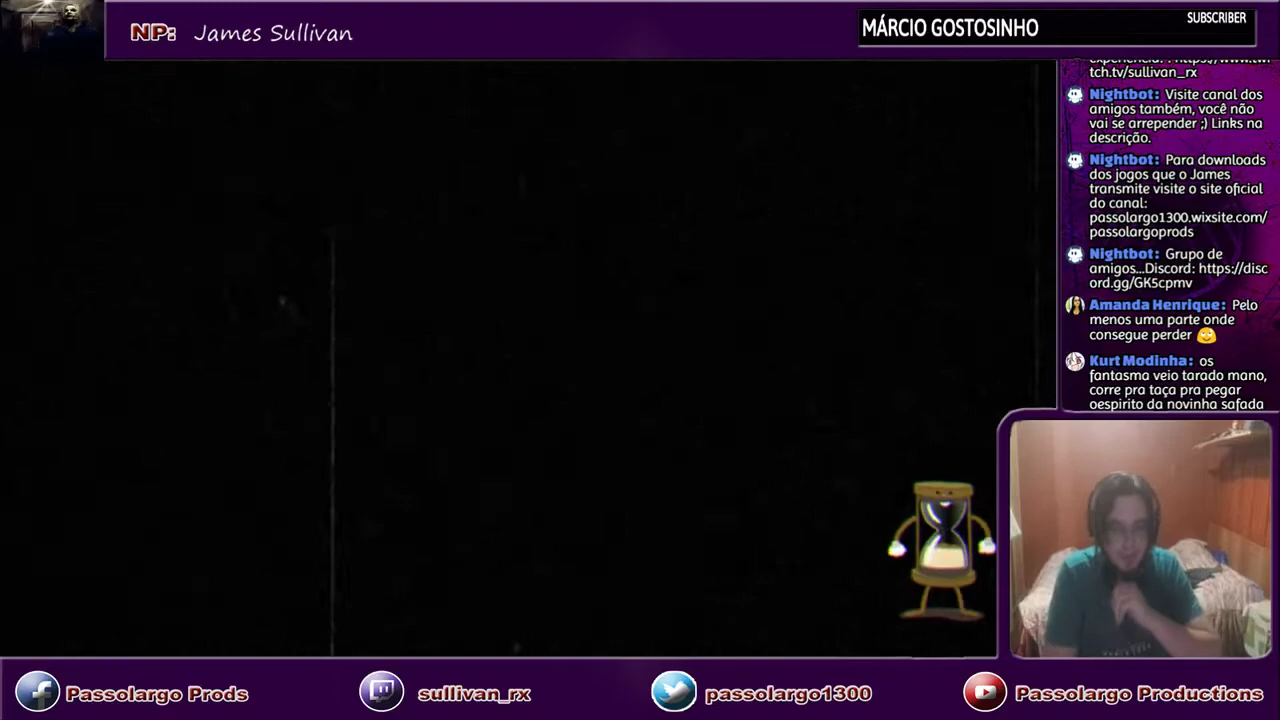 NP: James Sullivan
MÁRCIO GOSTOSINHO
SUBSCRIBER
tch.tv/sullivan_rx
Nightbot: Visite canal dos
amigos também, você não
vai se arrepender ;) Links na
descrição.
Nightbot: Para downloads
dos jogos que o James
transmite visite o site oficial
do canal:
passolargo1300.wixsite.com/
passolargoprods
Nightbot: Grupo de
amigos...Discord: https://disc
ord.gg/GK5cpmv
Amanda Henrique: Pelo
menos uma parte onde
consegue perder
Kurt Modinha: os
fantasma veio tarado mano,
corre pra taça pra pegar
oespirito da novinha safada
Passolargo Prods
sullivan_rx
passolargo1300
Passolargo Productions